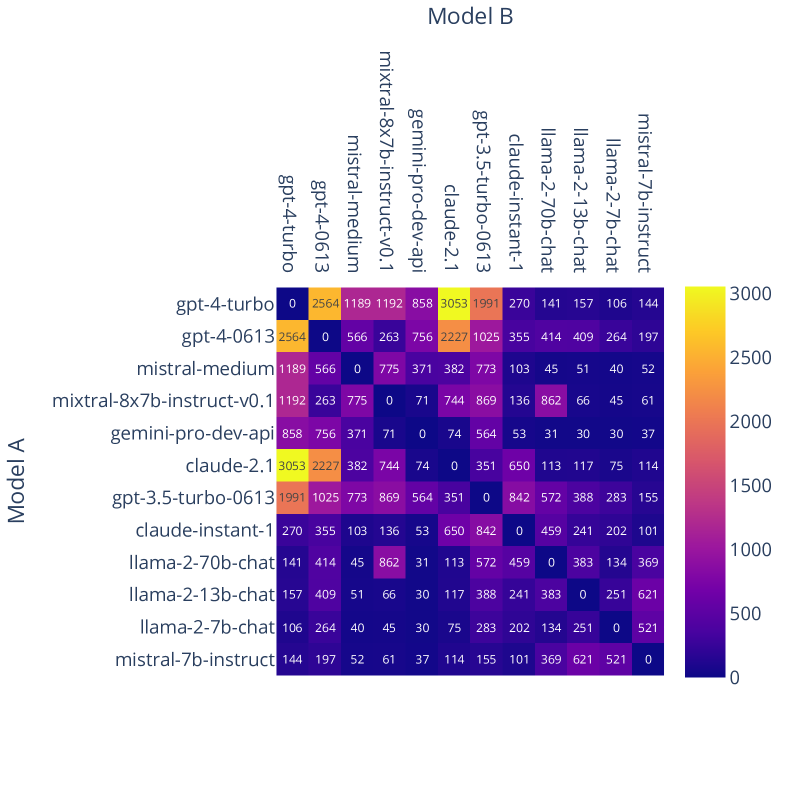 Model B
gpt-4-turbo
gpt-4-0613
mistral-medium
mixtral-8x7b-instruct-v0.1
gemini-pro-dev-api
claude-2.1
gpt-3.5-turbo-0613
claude-instant-1
llama-2-70b-chat
llama-2-13b-chat
llama-2-7b-chat
mistral-7b-instruct
Model A
gpt-4-turbo 0 2564 1189 1192 858 3053 1991 270 141 157 106 144
gpt-4-0613 2564 0 566 263 756 2227 1025 355 414 409 264 197
mistral-medium 1189 566 0 775 371 382 773 103 45 51 40 52
mixtral-8x7b-instruct-v0.1 1192 263 775 0 71 744 869 136 862 66 45 61
gemini-pro-dev-api 858 756 371 71 0 74 564 53 31 30 30 37
claude-2.1 3053 2227 382 744 74 0 351 650 113 117 75 114
gpt-3.5-turbo-0613 1991 1025 773 869 564 351 0 842 572 388 283 155
claude-instant-1 270 355 103 136 53 650 842 0 459 241 202 101
llama-2-70b-chat 141 414 45 862 31 113 572 459 0 383 134 369
llama-2-13b-chat 157 409 51 66 30 117 388 241 383 0 251 621
llama-2-7b-chat 106 264 40 45 30 75 283 202 134 251 0 521
mistral-7b-instruct 144 197 52 61 37 114 155 101 369 621 521 0
3000
2500
2000
1500
1000
500
0